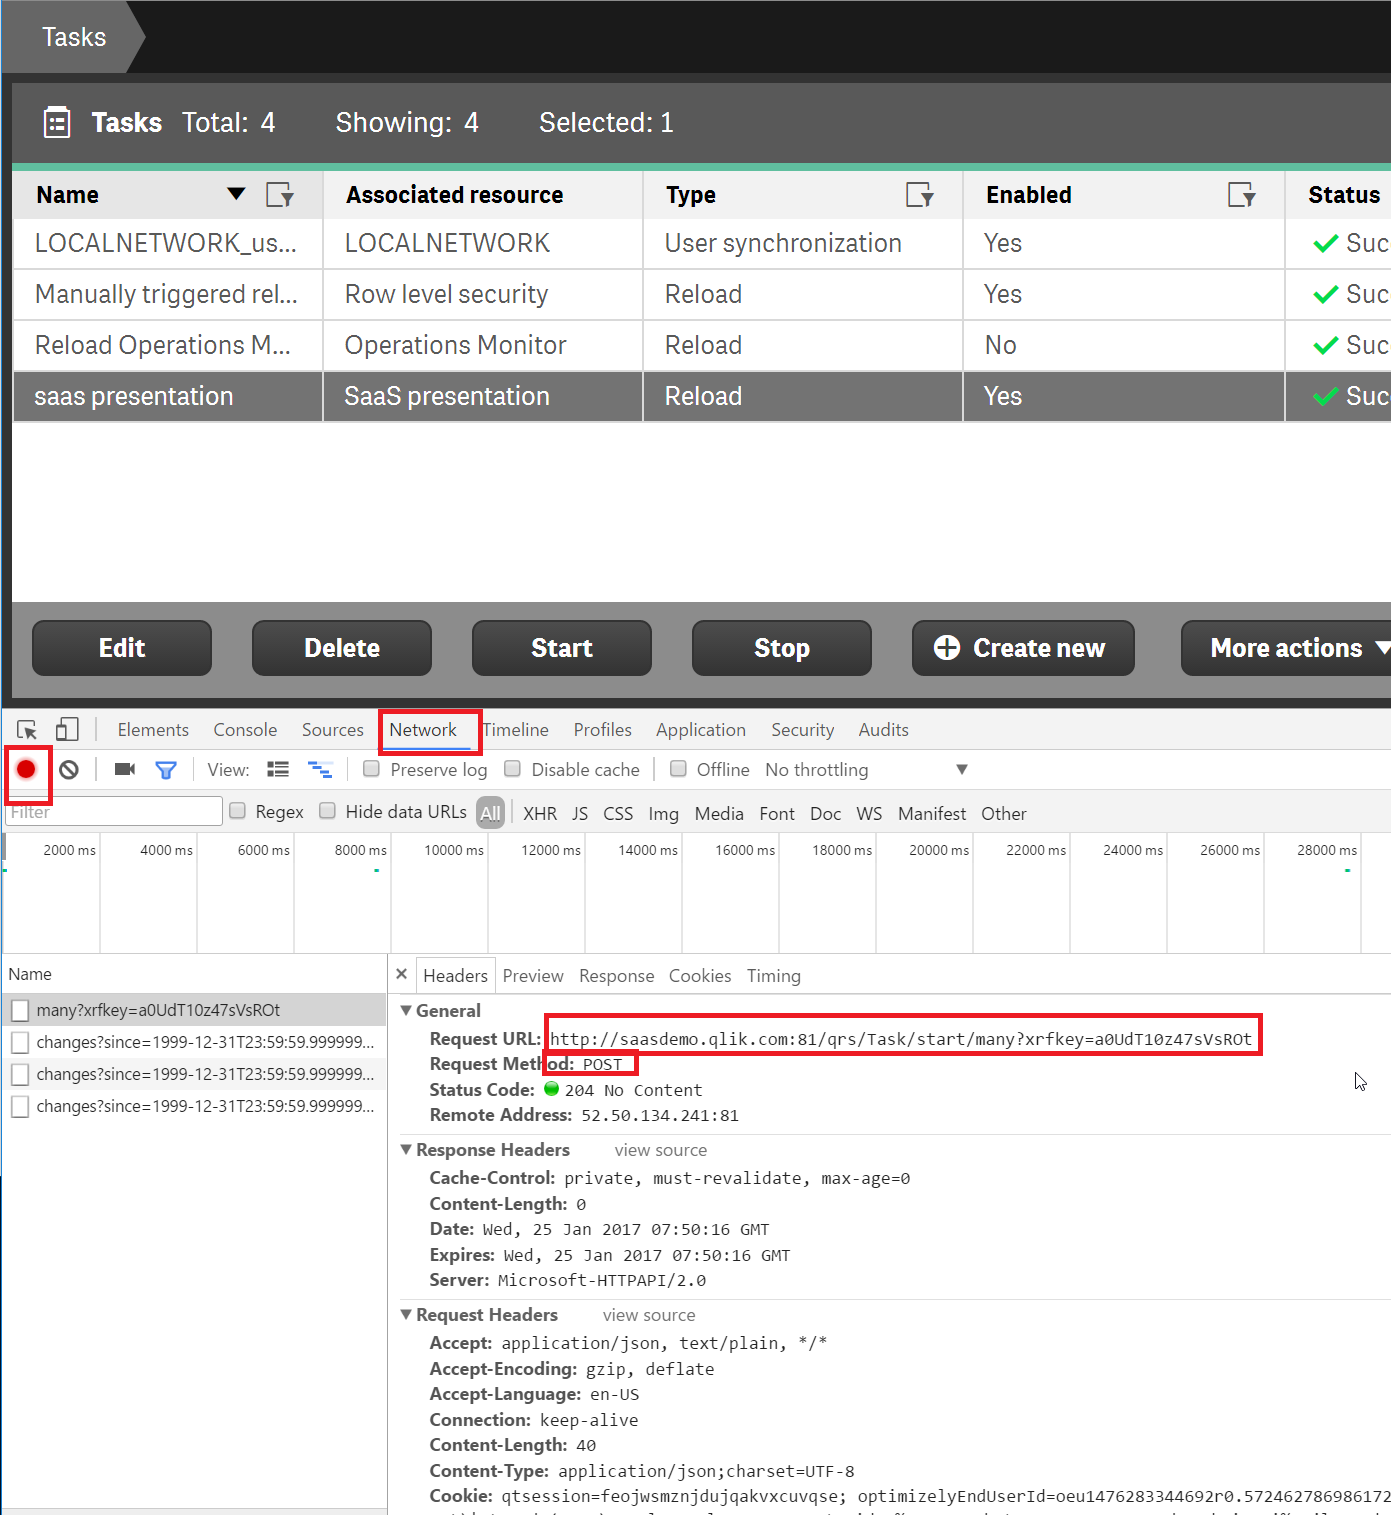 Tasks
Tasks Total: 4 Showing: 4 Selected: 1
Name Associated resource Type Enabled Status
LOCALNETWORK_us... LOCALNETWORK User synchronization Yes Suc
Manually triggered rel... Row level security Reload Yes Suc
Reload Operations M... Operations Monitor Reload No Suc
saas presentation SaaS presentation Reload Yes Suc
Edit Delete Start Stop Create new More actions
Elements Console Sources Network Timeline Profiles Application Security Audits
View: Preserve log Disable cache Offline No throttling
Filter Regex Hide data URLs All XHR JS CSS Img Media Font Doc WS Manifest Other
2000 ms 4000 ms 6000 ms 8000 ms 10000 ms 12000 ms 14000 ms 16000 ms 18000 ms 20000 ms 22000 ms 24000 ms 26000 ms 28000 ms
Name
many?xrfkey=a0UdT10z47sVsROt
changes?since=1999-12-31T23:59:59.999999...
changes?since=1999-12-31T23:59:59.999999...
changes?since=1999-12-31T23:59:59.999999...
× Headers Preview Response Cookies Timing
General
Request URL: http://saasdemo.qlik.com:81/qrs/Task/start/many?xrfkey=a0UdT10z47sVsROt
Request Method: POST
Status Code: 204 No Content
Remote Address: 52.50.134.241:81
Response Headers view source
Cache-Control: private, must-revalidate, max-age=0
Content-Length: 0
Date: Wed, 25 Jan 2017 07:50:16 GMT
Expires: Wed, 25 Jan 2017 07:50:16 GMT
Server: Microsoft-HTTPAPI/2.0
Request Headers view source
Accept: application/json, text/plain, */*
Accept-Encoding: gzip, deflate
Accept-Language: en-US
Connection: keep-alive
Content-Length: 40
Content-Type: application/json;charset=UTF-8
Cookie: qtsession=feojwsmznjdujqakvxcuvqse; optimizelyEndUserId=oeu1476283344692r0.572462786986172